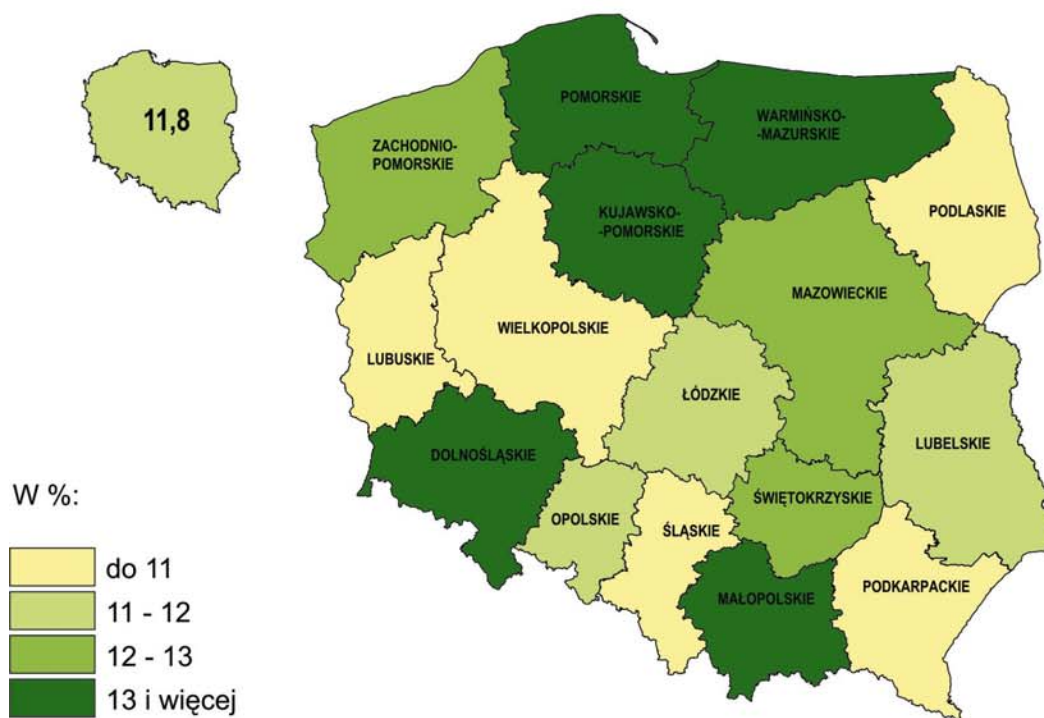 11,8
POMORSKIE
WARMIŃSKO-
-MAZURSKIE
ZACHODNIO-
POMORSKIE
KUJAWSKO-
-POMORSKIE
PODLASKIE
MAZOWIECKIE
WIELKOPOLSKIE
LUBUSKIE
ŁÓDZKIE
LUBELSKIE
DOLNOŚLĄSKIE
OPOLSKIE
ŚWIĘTOKRZYSKIE
ŚLĄSKIE
PODKARPACKIE
MAŁOPOLSKIE
W %:
do 11
11 - 12
12 - 13
13 i więcej